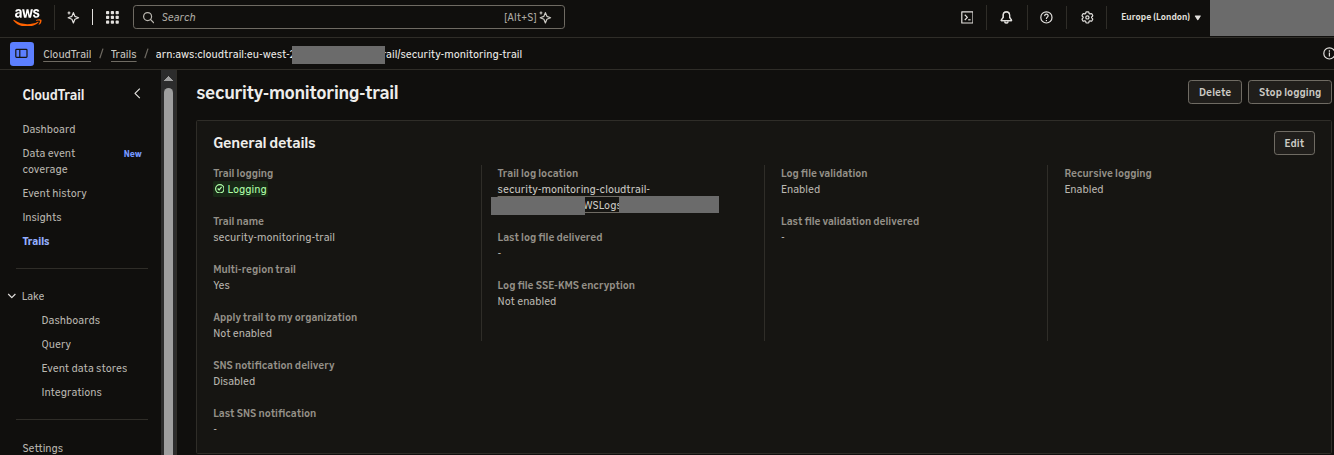 aws
Search
[Alt+S]
Europe (London)
CloudTrail / Trails / arn:aws:cloudtrail:eu-west- ail/security-monitoring-trail
CloudTrail
Dashboard
Data event
coverage
New
Event history
Insights
Trails
Lake
Dashboards
Query
Event data stores
Integrations
Settings
security-monitoring-trail
Delete
Stop logging
General details
Edit
Trail logging
Logging
Trail name
security-monitoring-trail
Multi-region trail
Yes
Apply trail to my organization
Not enabled
SNS notification delivery
Disabled
Last SNS notification
-
Trail log location
security-monitoring-cloudtrail-
WSLogs
Last log file delivered
-
Log file SSE-KMS encryption
Not enabled
Log file validation
Enabled
Last file validation delivered
-
Recursive logging
Enabled